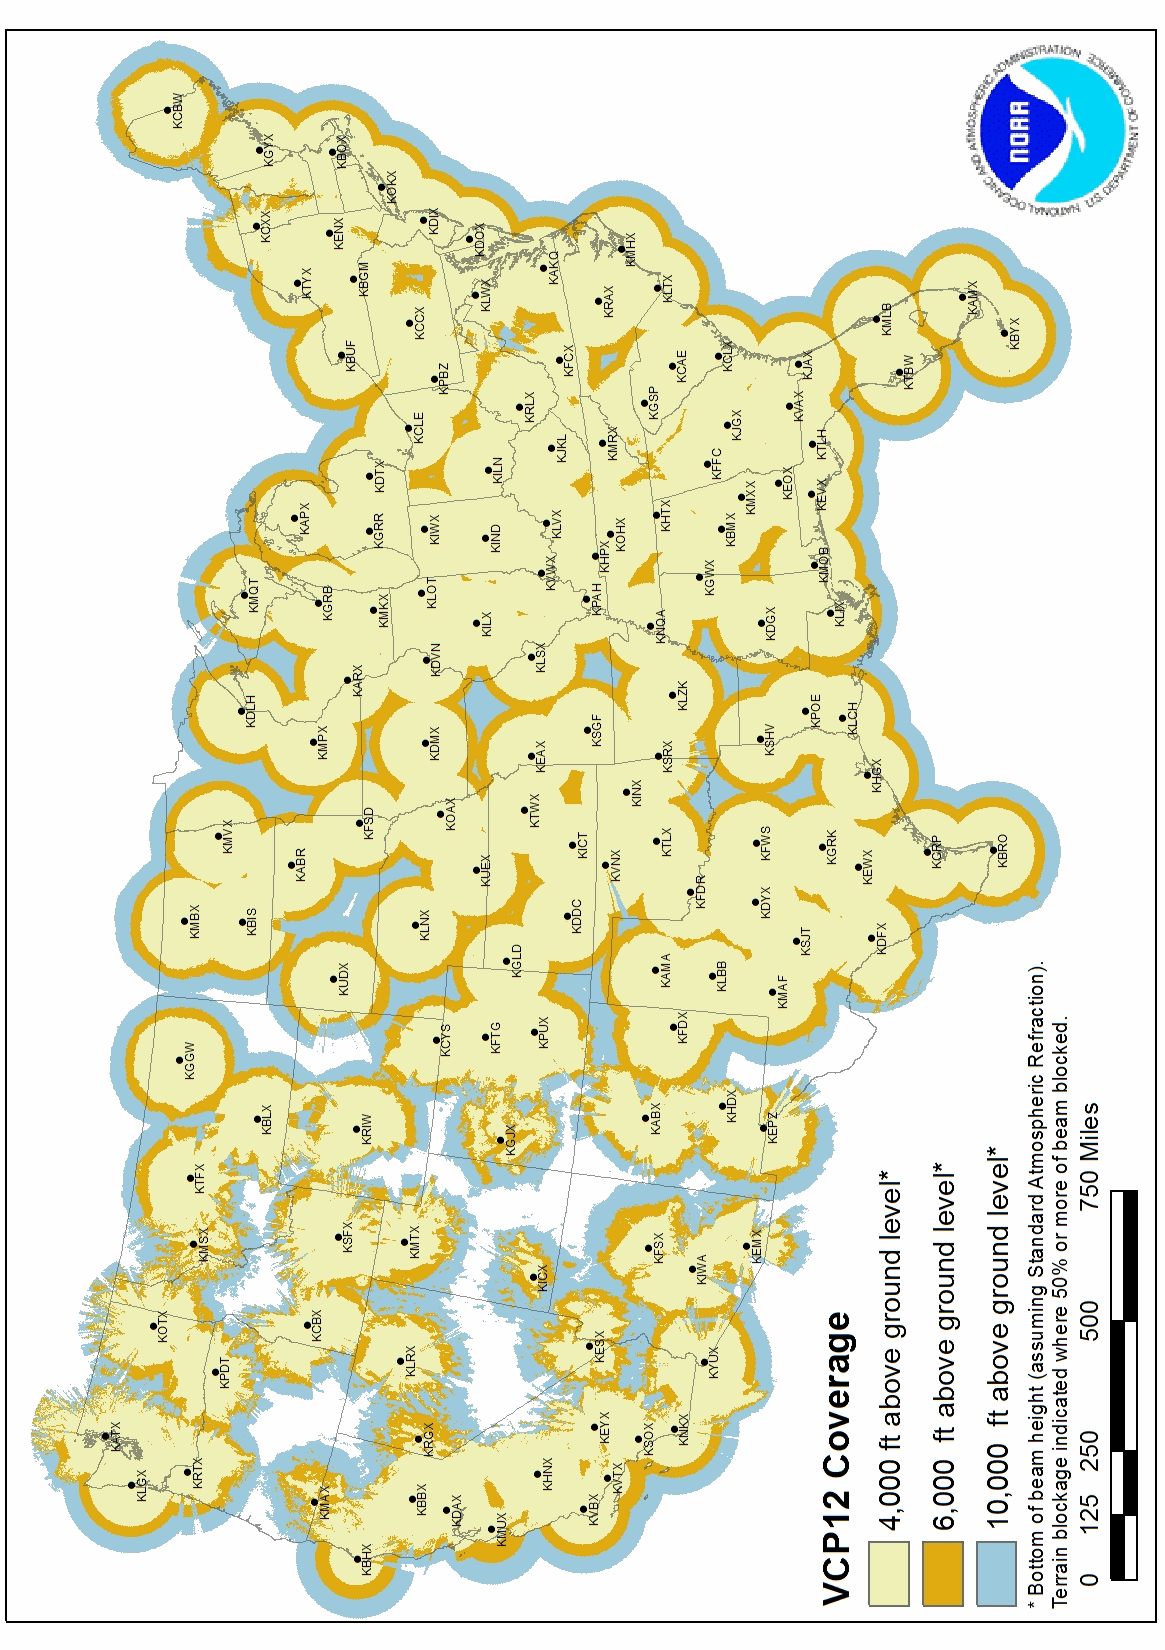 VCP12 Coverage
4,000 ft above ground level*
6,000 ft above ground level*
10,000 ft above ground level*
* Bottom of beam height (assuming Standard Atmospheric Refraction).
Terrain blockage indicated where 50% or more of beam blocked.
0 125 250 500 750 Miles
NATIONAL OCEANIC AND ATMOSPHERIC ADMINISTRATION
U.S. DEPARTMENT OF COMMERCE
NOAA
KATX
KLGX
KRTX
KPDT
KOTX
KMSX
KTFX
KGGW
KBLX
KRIW
KSFX
KMTX
KCBX
KLRX
KRGX
KMAX
KBHX
KBBX
KDAX
KMUX
KHNX
KVBX
KVTX
KEYX
KSOX
KNKX
KESX
KYUX
KICX
KFSX
KIWA
KEMX
KGJX
KABX
KHDX
KEPZ
KCYS
KFTG
KPUX
KFDX
KUDX
KMBX
KBIS
KMVX
KABR
KFSD
KLNX
KUEX
KOAX
KGLD
KDDC
KICT
KTWX
KAMA
KLBB
KMAF
KVNX
KTLX
KINX
KFDR
KFWS
KDYX
KSJT
KDFX
KEWX
KGRK
KGRP
KBRO
KHGX
KLCH
KPOE
KSHV
KSRX
KLZK
KSGF
KEAX
KDMX
KMPX
KDLH
KARX
KDVN
KLSX
KILX
KLOT
KMKX
KGRB
KMQT
KAPX
KGRR
KDTX
KIWX
KIND
KILN
KCLE
KLVX
KVWX
KPAH
KHPX
KOHX
KNQA
KGWX
KDGX
KLIX
KMOB
KHTX
KBMX
KMXX
KEOX
KEVX
KTLH
KFFC
KJGX
KVAX
KJAX
KTBW
KMLB
KAMX
KBYX
KCLX
KCAE
KGSP
KMRX
KJKL
KRLX
KFCX
KRAX
KLTX
KMHX
KAKQ
KLWX
KPBZ
KCCX
KDOX
KDIX
KOKX
KBUF
KBGM
KTYX
KENX
KCXX
KBOX
KGYX
KCBW